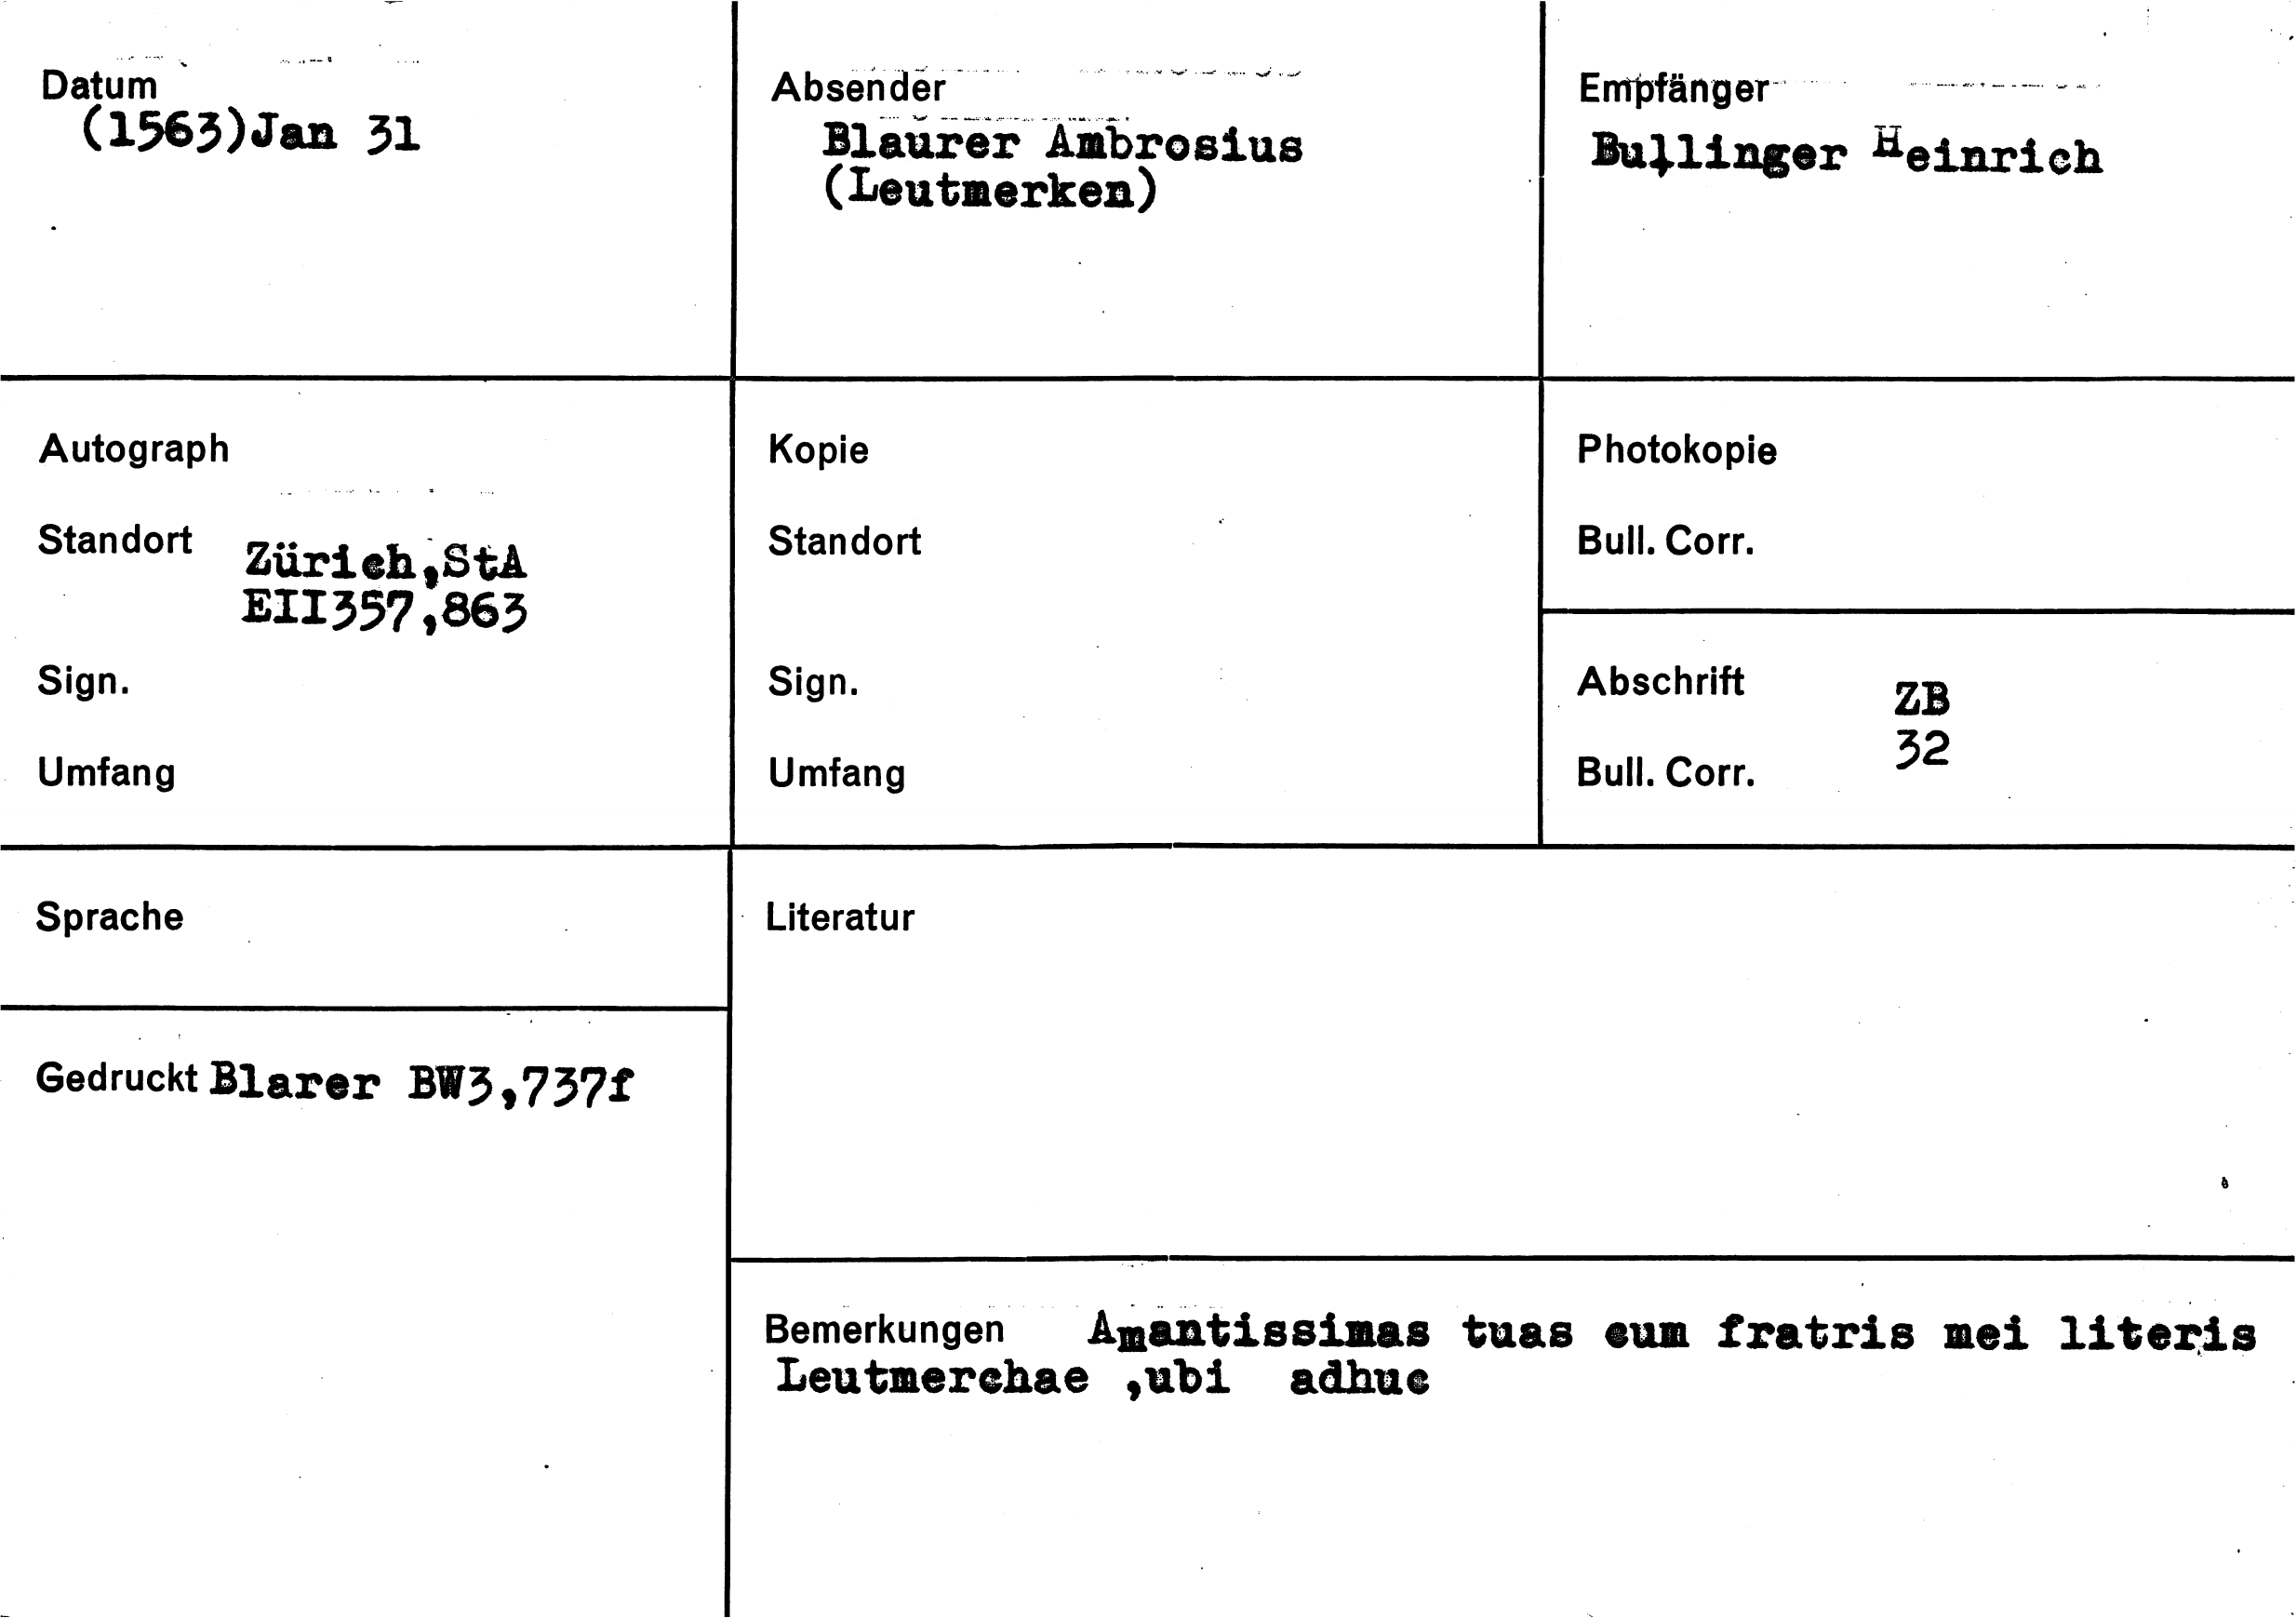 Datum
(1563)Jan 31
Absender
Blaurer Ambrosius
(Leutmerken)
Empfänger
Bullinger Heinrich
Autograph
Standort Zürich,StA
EII357,863
Sign.
Umfang
Kopie
Standort
Sign.
Umfang
Photokopie
Bull. Corr.
Abschrift ZB
32
Bull. Corr.
Sprache
Gedruckt Blarer BW3,737f
Literatur
Bemerkungen Amantissimas tuas cum fratris mei literis
Leutmerchae ,ubi adhuc